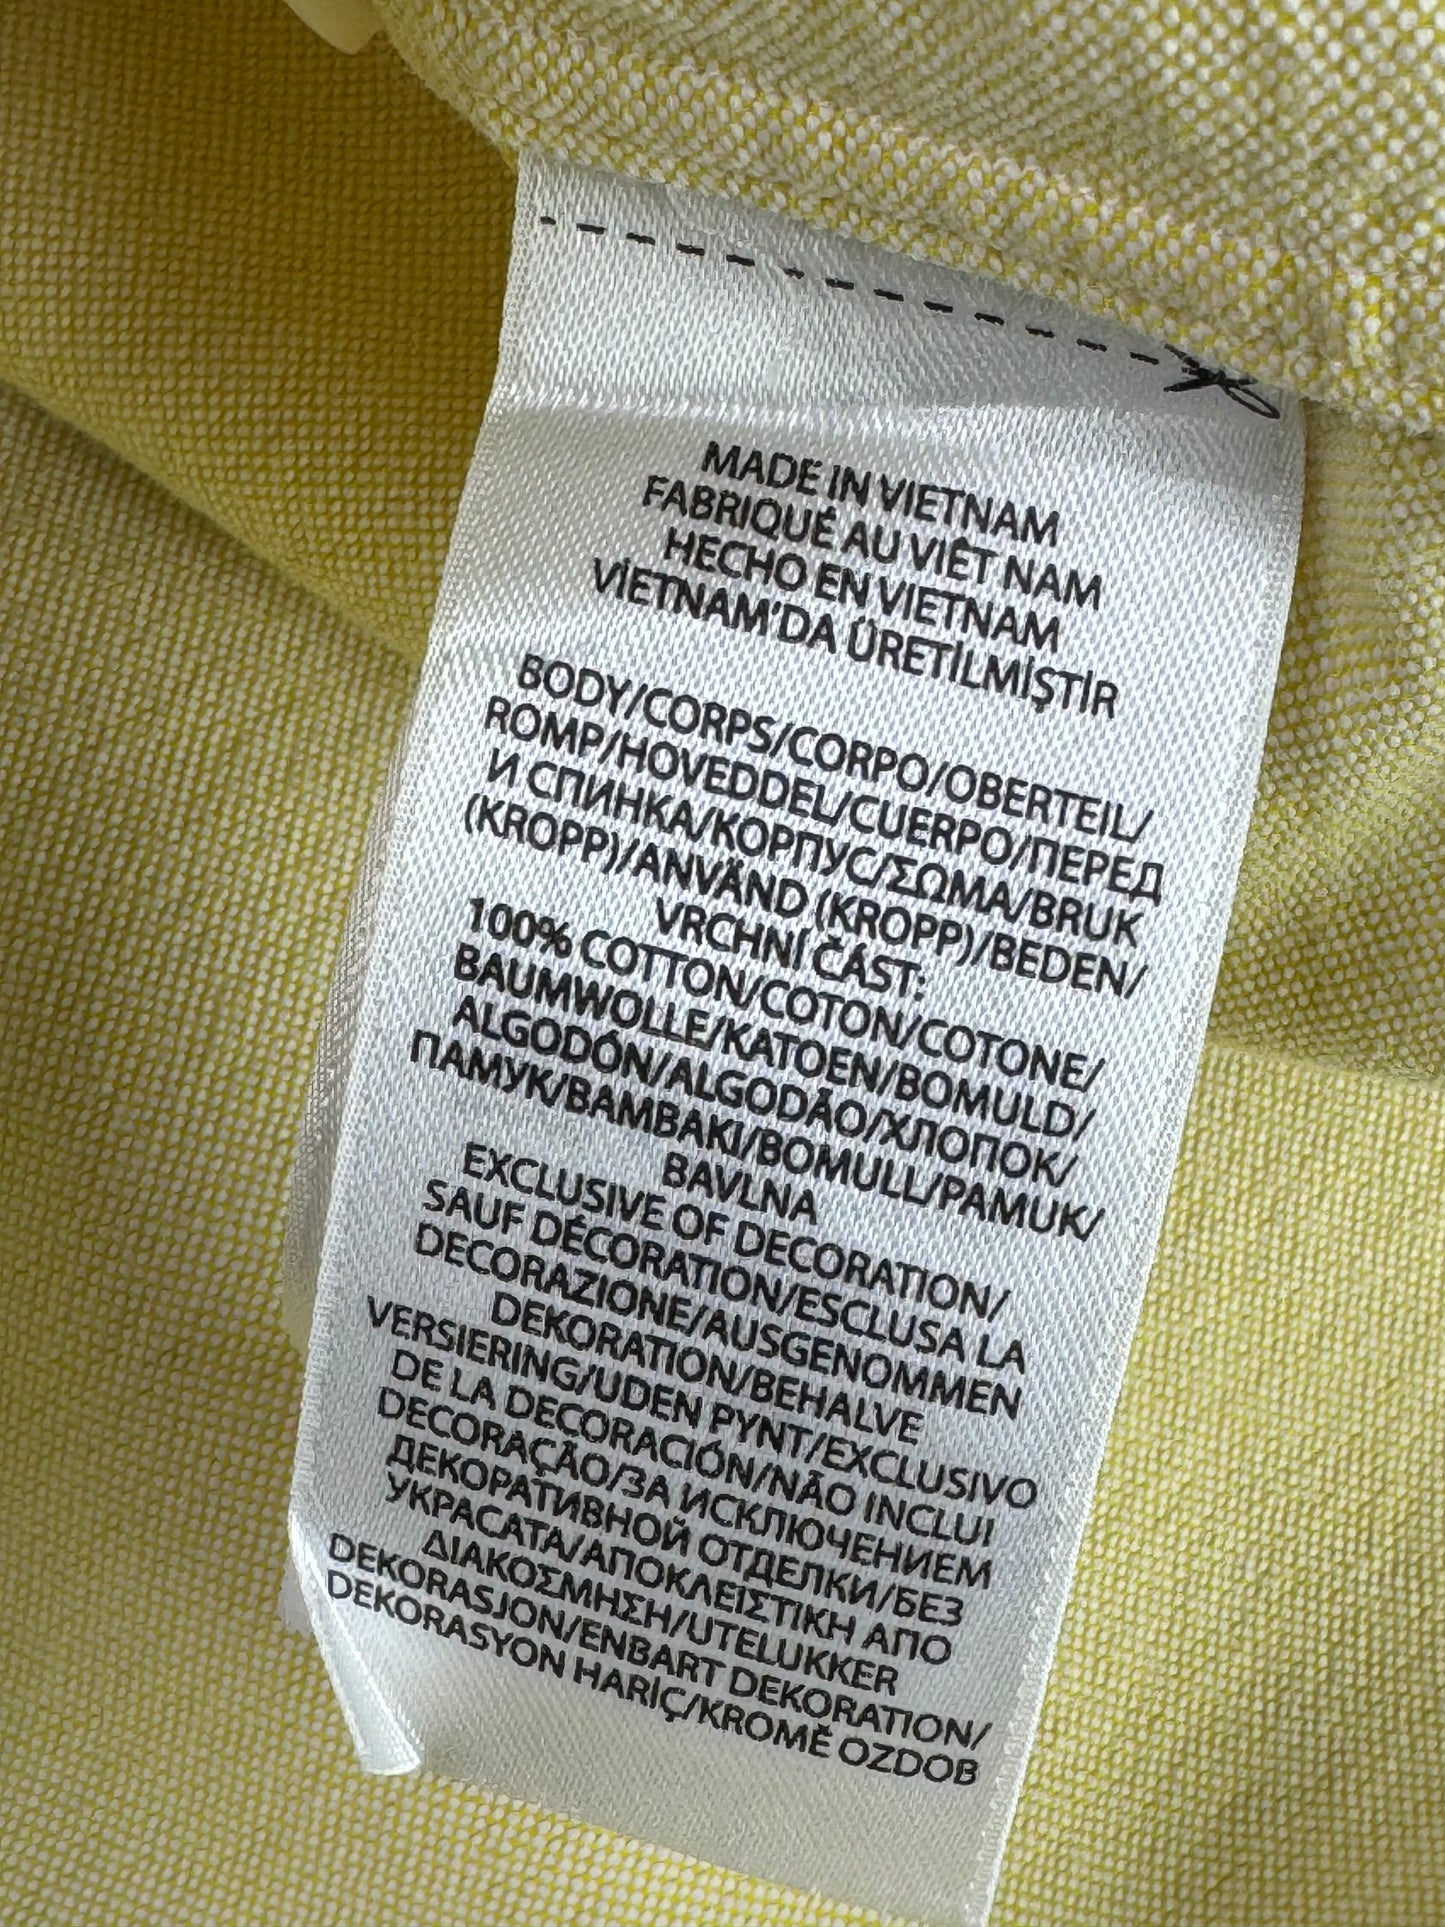 MADE IN VIETNAM
FABRIQUÉ AU VIÊT NAM
HECHO EN VIETNAM
VİETNAM'DA ÜRETİLMİŞTİR
BODY/CORPS/CORPO/OBERTEIL/
ROMP/HOVEDDEL/CUERPO/ПЕРЕД
И СПИНКА/КОРПУС/ΣΩΜΑ/BRUK
(KROPP)/ANVÄND (KROPP)/BEDEN/
VRCHNÍ ČÁST:
100% COTTON/COTON/COTONE/
BAUMWOLLE/KATOEN/BOMULD/
ALGODÓN/ALGODÃO/ХЛОПОК/
ПАМУК/ΒΑΜΒΑΚΙ/BOMULL/PAMUK/
BAVLNA
EXCLUSIVE OF DECORATION/
SAUF DÉCORATION/ESCLUSA LA
DECORAZIONE/AUSGENOMMEN
DEKORATION/BEHALVE
VERSIERING/UDEN PYNT/EXCLUSIVO
DE LA DECORACIÓN/NÃO INCLUI
DECORAÇÃO/ЗА ИСКЛЮЧЕНИЕМ
ДЕКОРАТИВНОЙ ОТДЕЛКИ/БЕЗ
УКРАСАТА/ΑΠΟΚΛΕΙΣΤΙΚΗ ΑΠΟ
ΔΙΑΚΟΣΜΗΣΗ/UTELUKKER
DEKORASJON/ENBART DEKORATION/
DEKORASYON HARİÇ/KROMĚ OZDOB